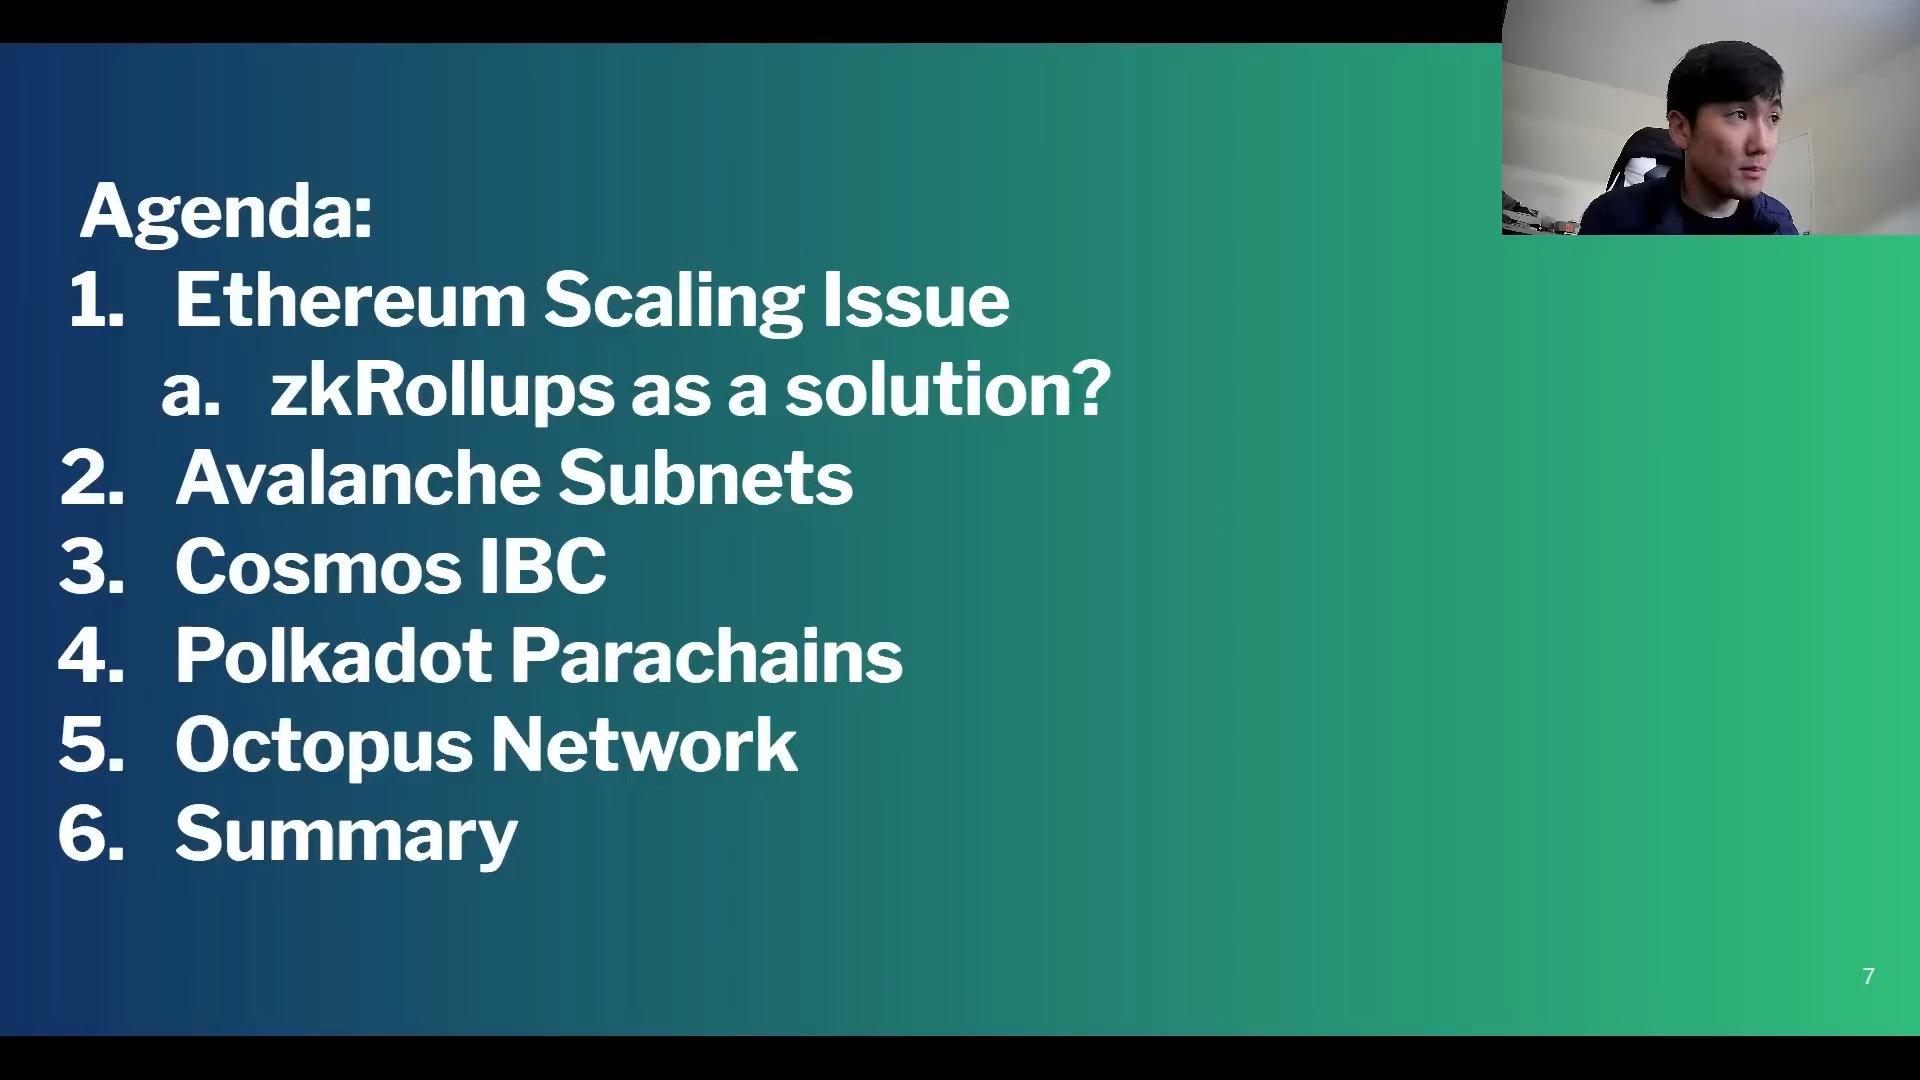 Agenda:
1. Ethereum Scaling Issue
a. zkRollups as a solution?
2. Avalanche Subnets
3. Cosmos IBC
4. Polkadot Parachains
5. Octopus Network
6. Summary
7